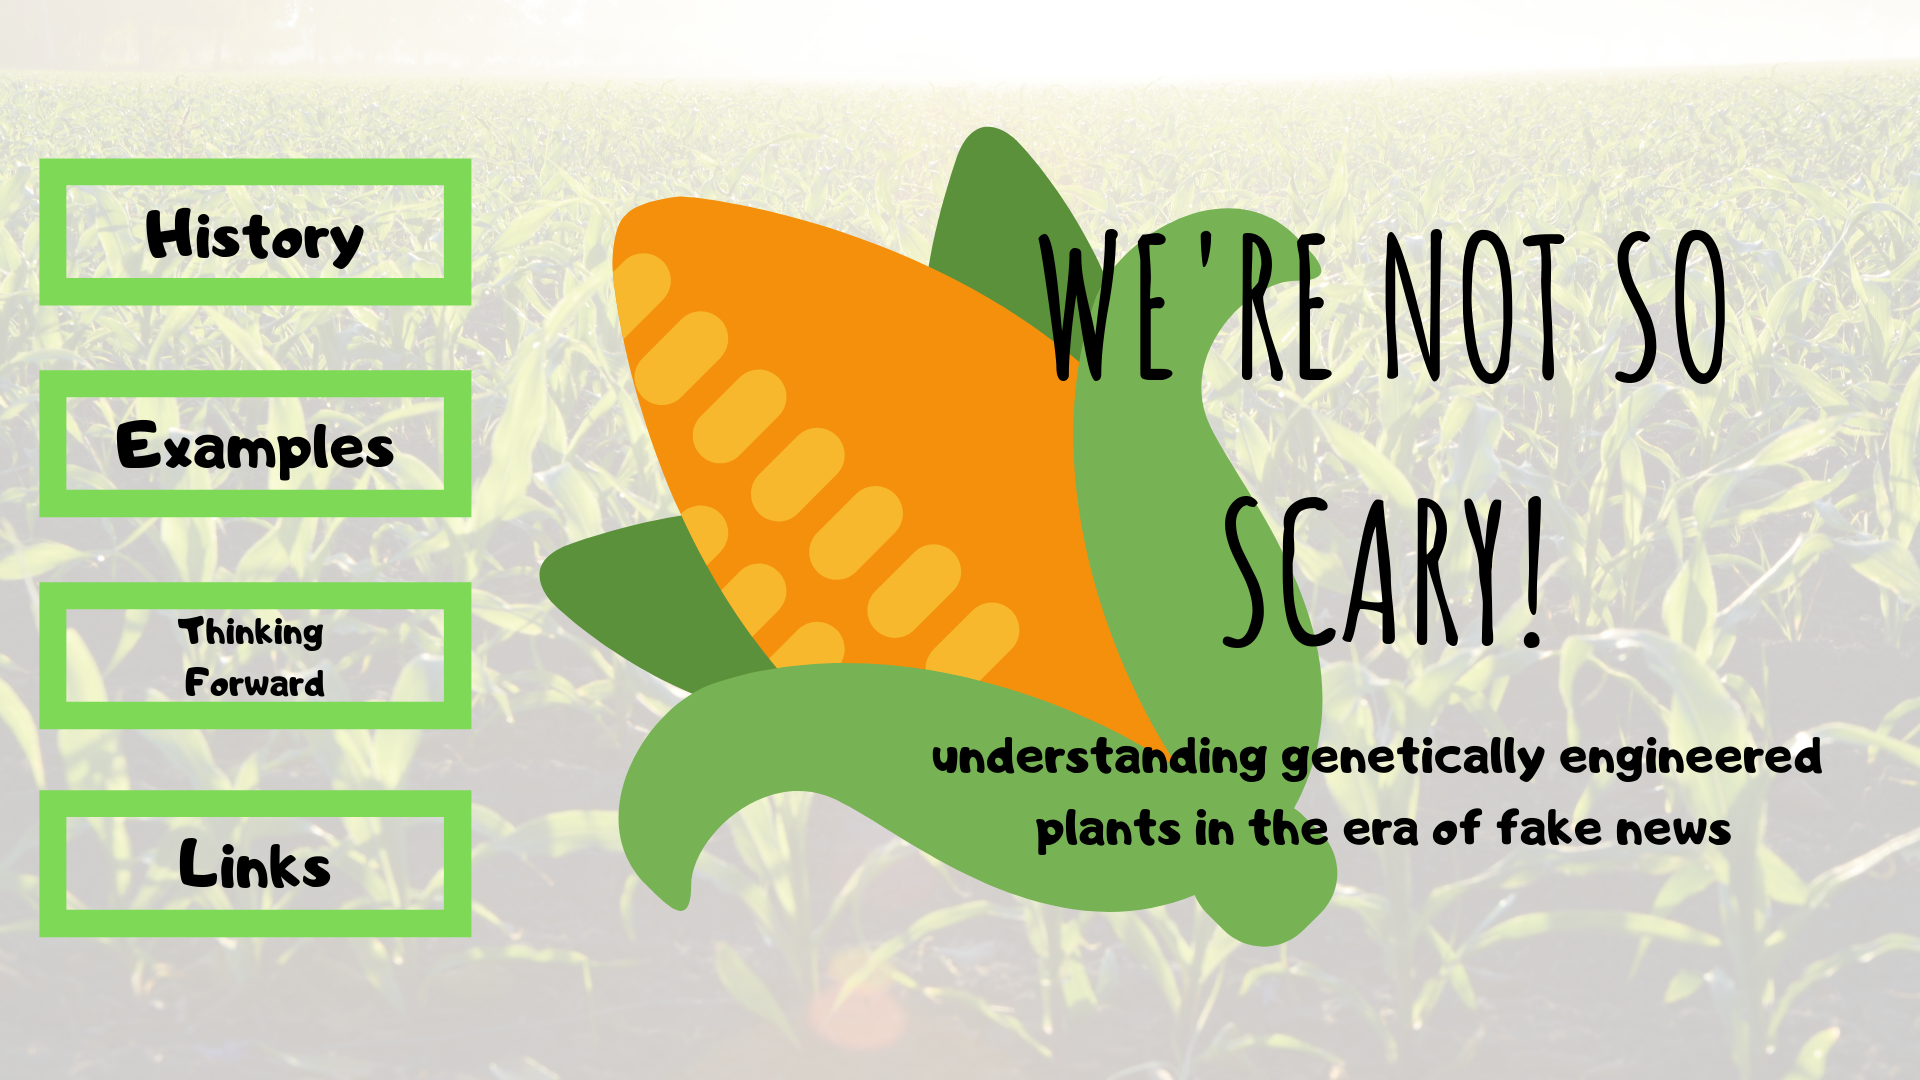 History
Examples
Thinking
Forward
Links
WE'RE NOT SO
SCARY!
understanding genetically engineered
plants in the era of fake news